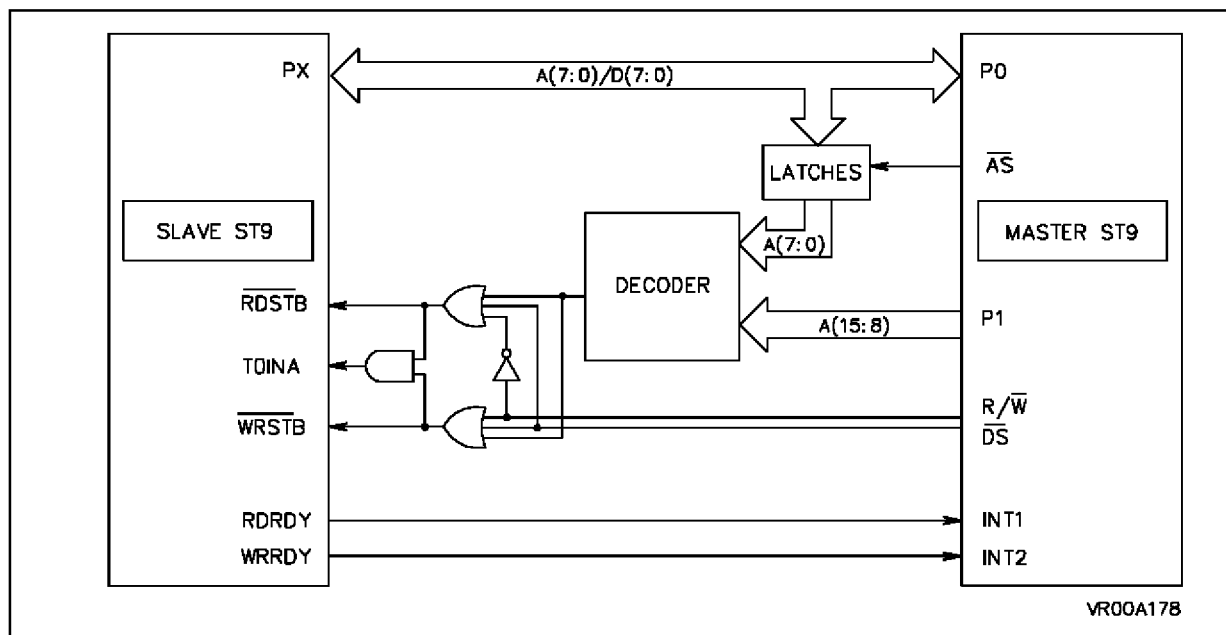 PX
A(7:0)/D(7:0)
P0
LATCHES
AS
SLAVE ST9
MASTER ST9
A(7:0)
DECODER
RDSTB
P1
A(15:8)
T0INA
R/W
WRSTB
DS
RDRDY
INT1
WRRDY
INT2
VR00A178